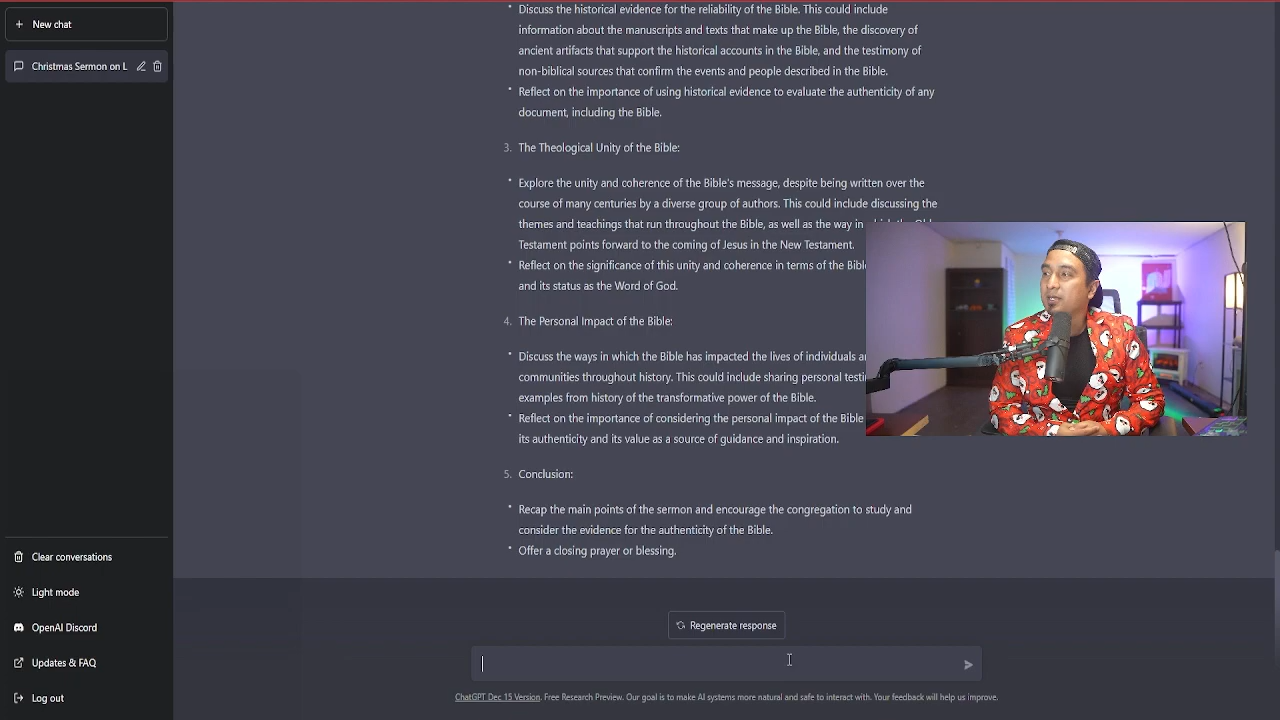 New chat
Christmas Sermon on L
Discuss the historical evidence for the reliability of the Bible. This could include
information about the manuscripts and texts that make up the Bible, the discovery of
ancient artifacts that support the historical accounts in the Bible, and the testimony of
non-biblical sources that confirm the events and people described in the Bible.
Reflect on the importance of using historical evidence to evaluate the authenticity of any
document, including the Bible.
3. The Theological Unity of the Bible:
Explore the unity and coherence of the Bible's message, despite being written over the
course of many centuries by a diverse group of authors. This could include discussing the
themes and teachings that run throughout the Bible, as well as the way in
Testament points forward to the coming of Jesus in the New Testament.
Reflect on the significance of this unity and coherence in terms of the Bible
and its status as the Word of God.
4. The Personal Impact of the Bible:
Discuss the ways in which the Bible has impacted the lives of individuals
communities throughout history. This could include sharing personal
examples from history of the transformative power of the Bible.
Reflect on the importance of considering the personal impact of the Bible
its authenticity and its value as a source of guidance and inspiration.
5. Conclusion:
Recap the main points of the sermon and encourage the congregation to study and
consider the evidence for the authenticity of the Bible.
Offer a closing prayer or blessing.
Clear conversations
Light mode
OpenAI Discord
Updates & FAQ
Log out
Regenerate response
ChatGPT Dec 15 Version. Free Research Preview. Our goal is to make AI systems more natural and safe to interact with. Your feedback will help us improve.